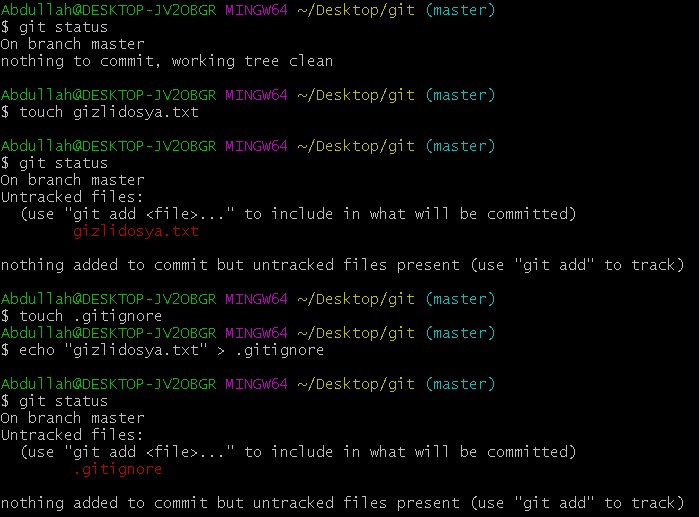 Abdullah@DESKTOP-JV2OBGR MINGW64 ~/Desktop/git (master)
$ git status
On branch master
nothing to commit, working tree clean
Abdullah@DESKTOP-JV2OBGR MINGW64 ~/Desktop/git (master)
$ touch gizlidosya.txt
Abdullah@DESKTOP-JV2OBGR MINGW64 ~/Desktop/git (master)
$ git status
On branch master
Untracked files:
  (use "git add <file>..." to include in what will be committed)
        gizlidosya.txt
nothing added to commit but untracked files present (use "git add" to track)
Abdullah@DESKTOP-JV2OBGR MINGW64 ~/Desktop/git (master)
$ touch .gitignore
Abdullah@DESKTOP-JV2OBGR MINGW64 ~/Desktop/git (master)
$ echo "gizlidosya.txt" > .gitignore
Abdullah@DESKTOP-JV2OBGR MINGW64 ~/Desktop/git (master)
$ git status
On branch master
Untracked files:
  (use "git add <file>..." to include in what will be committed)
        .gitignore
nothing added to commit but untracked files present (use "git add" to track)